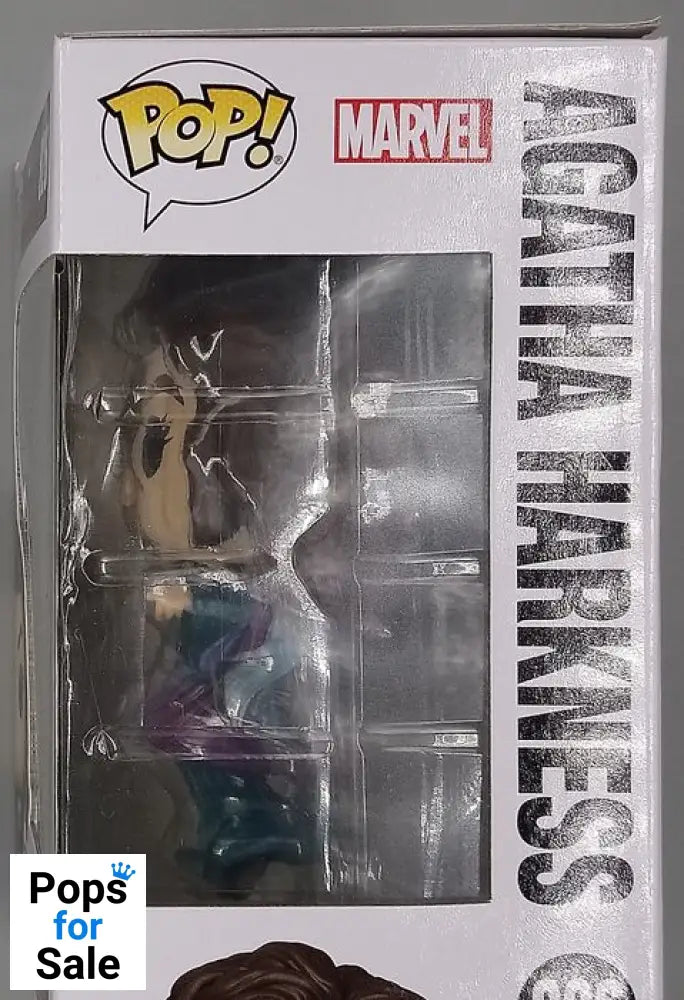 POP!
®
MARVEL
AGATHA HARKNESS
Pops
for
Sale